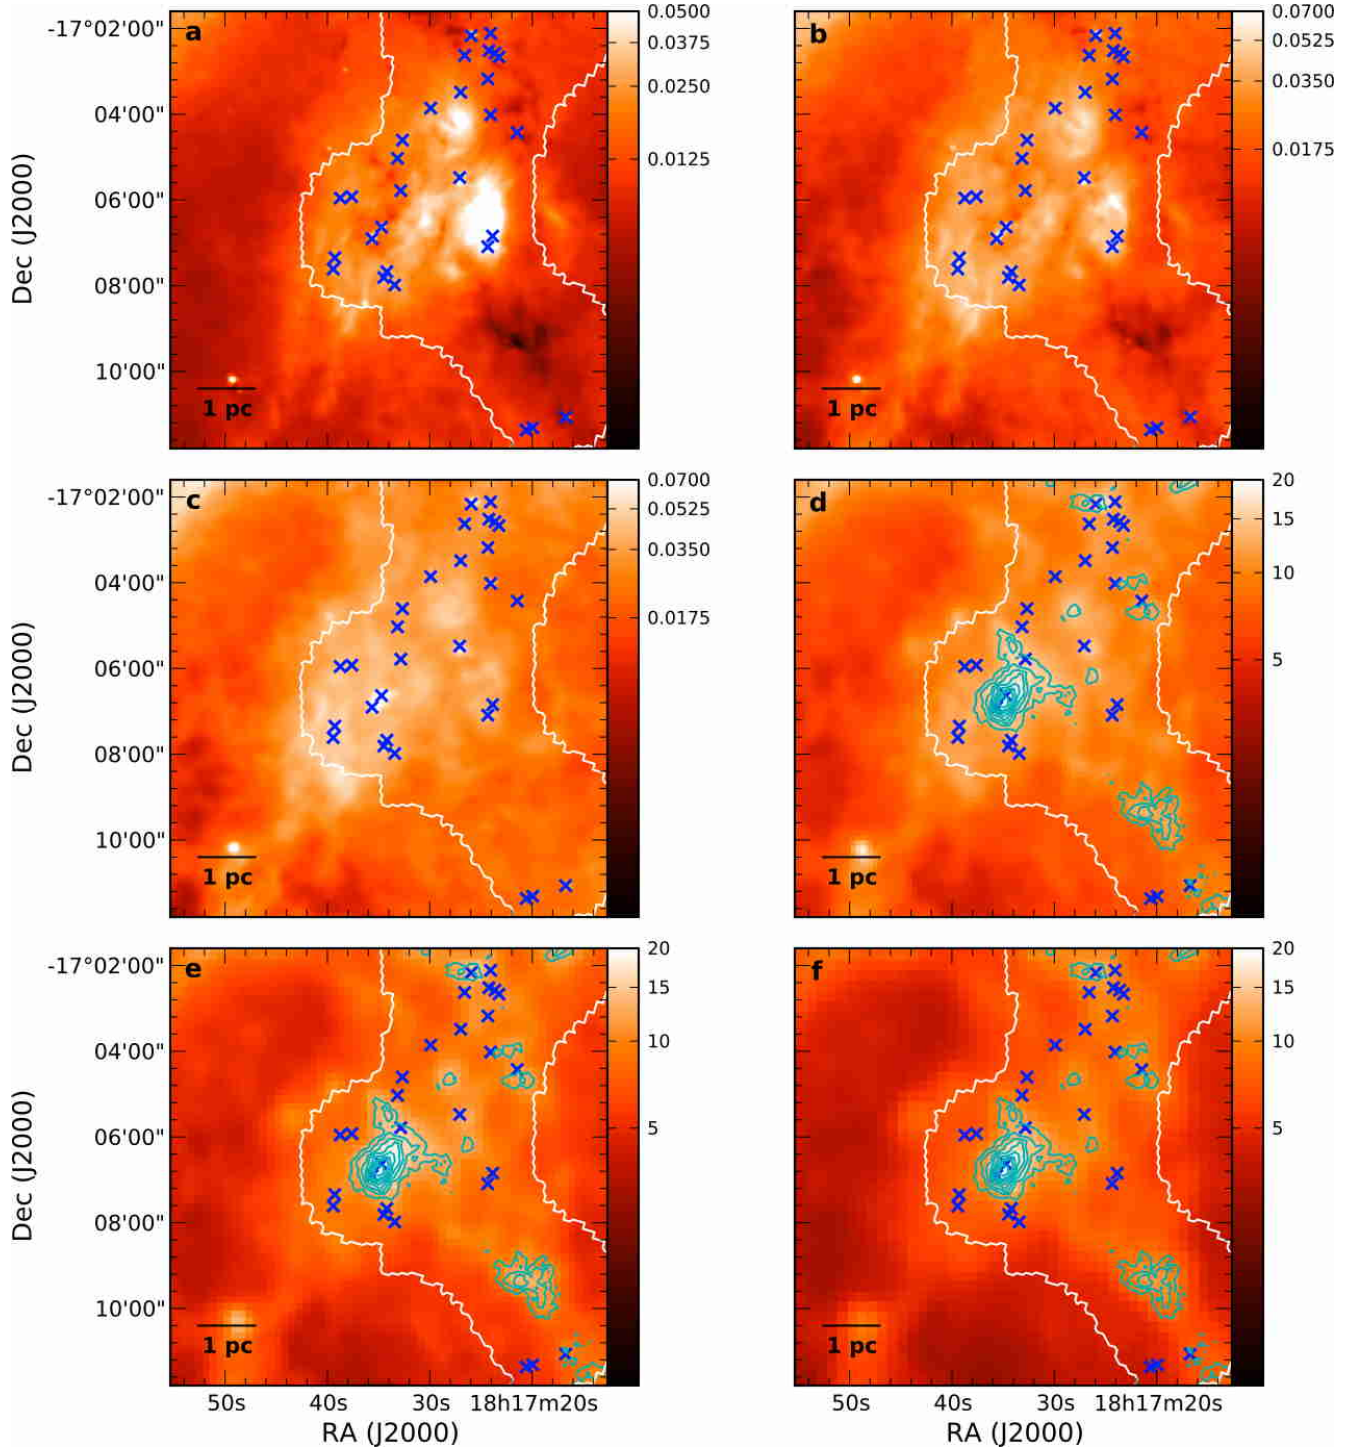 a
-17°02'00"
04'00"
06'00"
08'00"
10'00"
Dec (J2000)
1 pc
0.0500
0.0375
0.0250
0.0125
b
1 pc
0.0700
0.0525
0.0350
0.0175
c
-17°02'00"
04'00"
06'00"
08'00"
10'00"
Dec (J2000)
1 pc
0.0700
0.0525
0.0350
0.0175
d
1 pc
20
15
10
5
e
-17°02'00"
04'00"
06'00"
08'00"
10'00"
Dec (J2000)
1 pc
20
15
10
5
50s 40s 30s 18h17m20s
RA (J2000)
f
1 pc
20
15
10
5
50s 40s 30s 18h17m20s
RA (J2000)